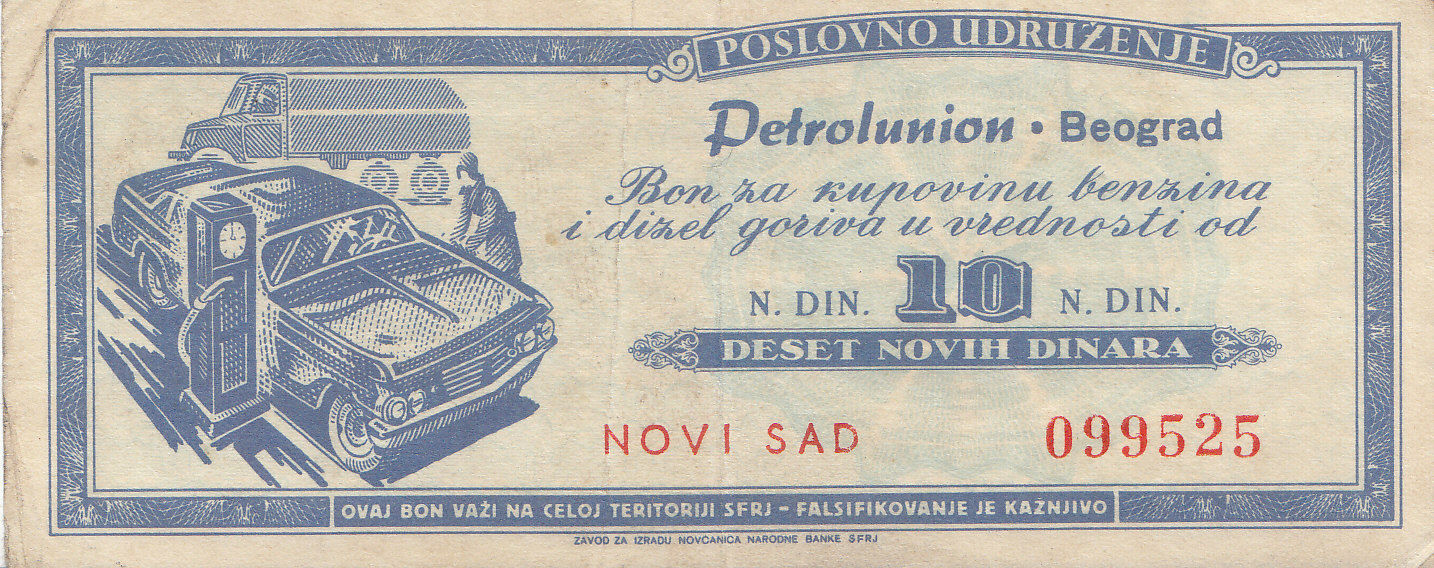 POSLOVNO UDRUŽENJE
Petrolunion • Beograd
Bon za kupovinu benzina
i dizel goriva u vrednosti od
N. DIN. 10 N. DIN.
DESET NOVIH DINARA
NOVI SAD 099525
OVAJ BON VAŽI NA CELOJ TERITORIJI SFRJ – FALSIFIKOVANJE JE KAŽNJIVO
ZAVOD ZA IZRADU NOVČANICA NARODNE BANKE SFRJ